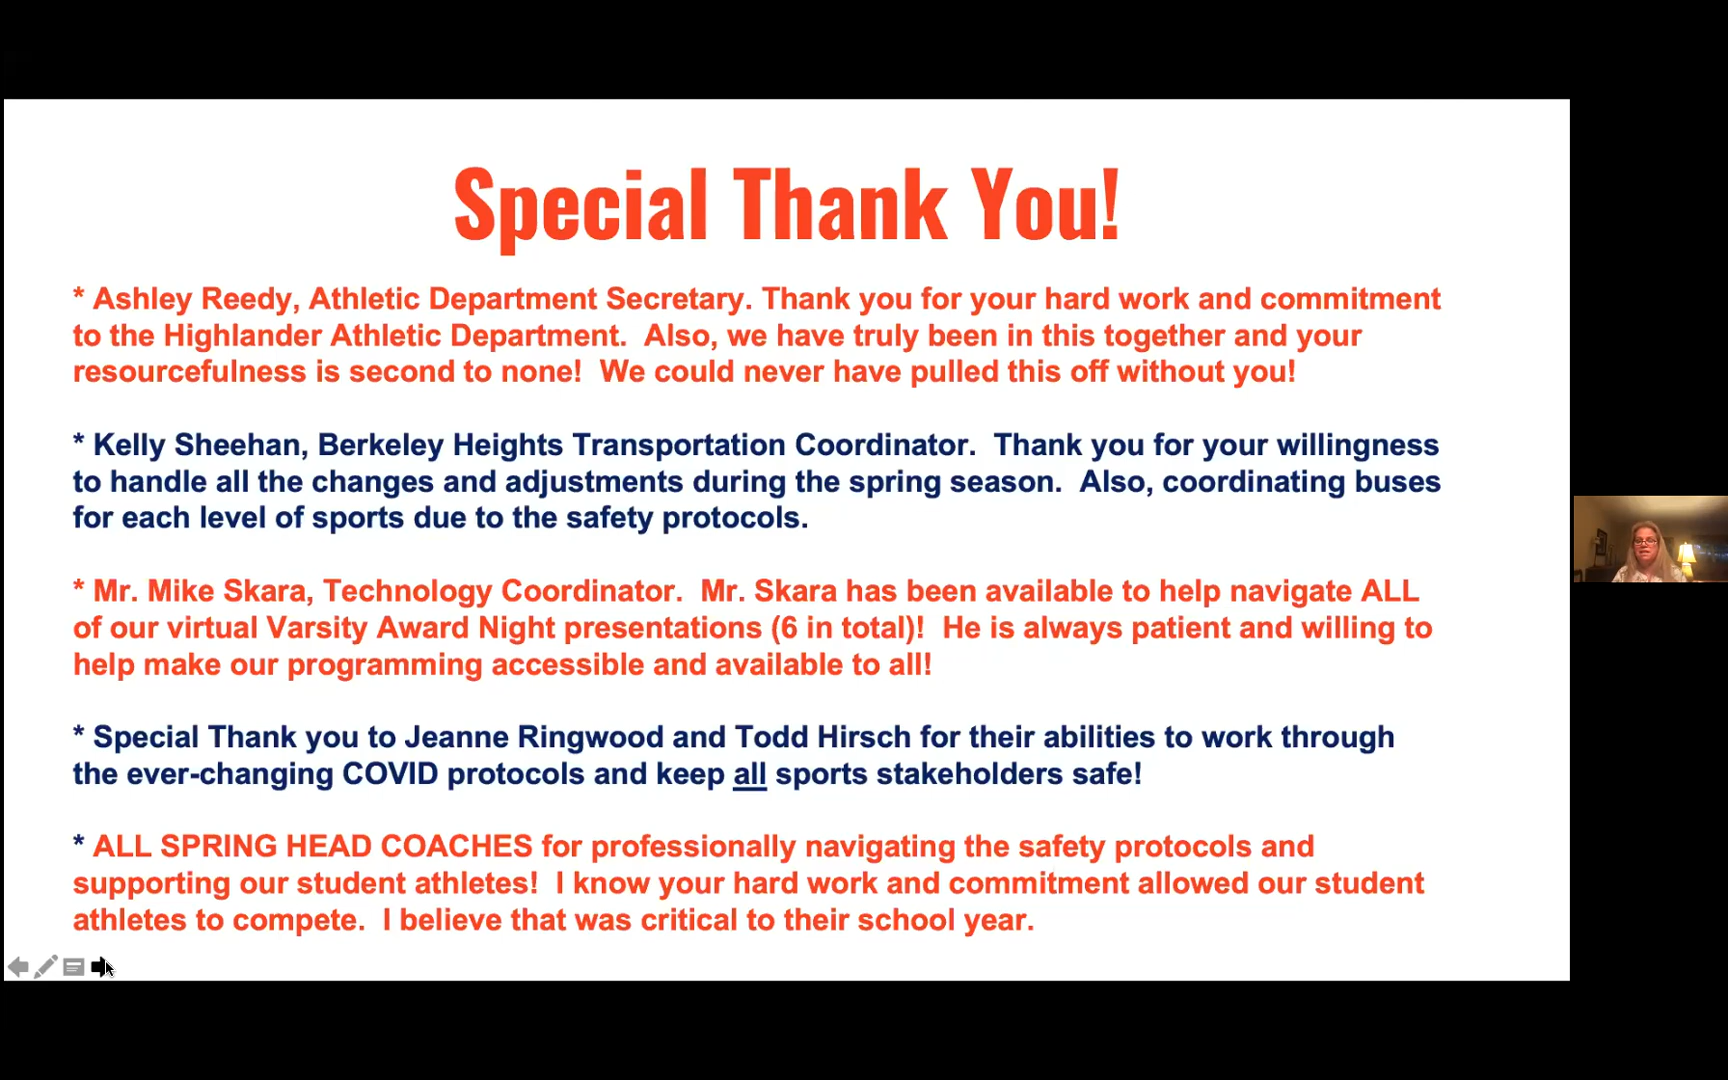 Special Thank You!
* Ashley Reedy, Athletic Department Secretary. Thank you for your hard work and commitment
to the Highlander Athletic Department.  Also, we have truly been in this together and your
resourcefulness is second to none!  We could never have pulled this off without you!
* Kelly Sheehan, Berkeley Heights Transportation Coordinator.  Thank you for your willingness
to handle all the changes and adjustments during the spring season.  Also, coordinating buses
for each level of sports due to the safety protocols.
* Mr. Mike Skara, Technology Coordinator.  Mr. Skara has been available to help navigate ALL
of our virtual Varsity Award Night presentations (6 in total)!  He is always patient and willing to
help make our programming accessible and available to all!
* Special Thank you to Jeanne Ringwood and Todd Hirsch for their abilities to work through
the ever-changing COVID protocols and keep all sports stakeholders safe!
* ALL SPRING HEAD COACHES for professionally navigating the safety protocols and
supporting our student athletes!  I know your hard work and commitment allowed our student
athletes to compete.  I believe that was critical to their school year.